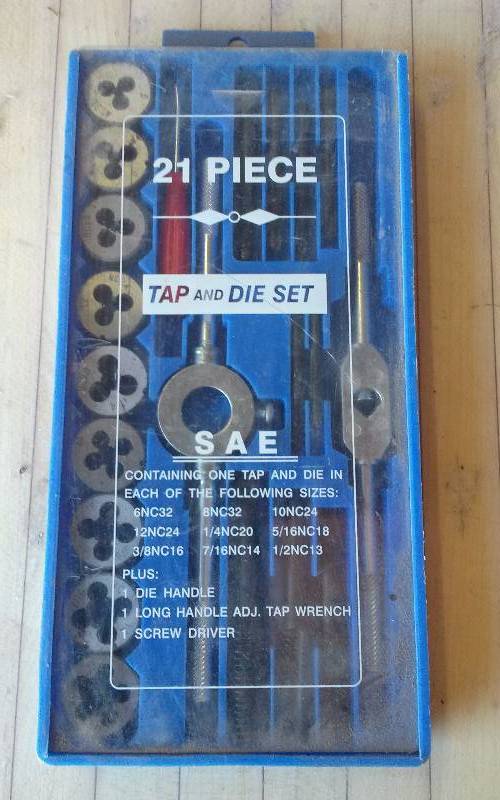 21 PIECE
TAP AND DIE SET
SAE
CONTAINING ONE TAP AND DIE IN
EACH OF THE FOLLOWING SIZES:
6NC32 8NC32 10NC24
12NC24 1/4NC20 5/16NC18
3/8NC16 7/16NC14 1/2NC13
PLUS:
1 DIE HANDLE
1 LONG HANDLE ADJ. TAP WRENCH
1 SCREW DRIVER